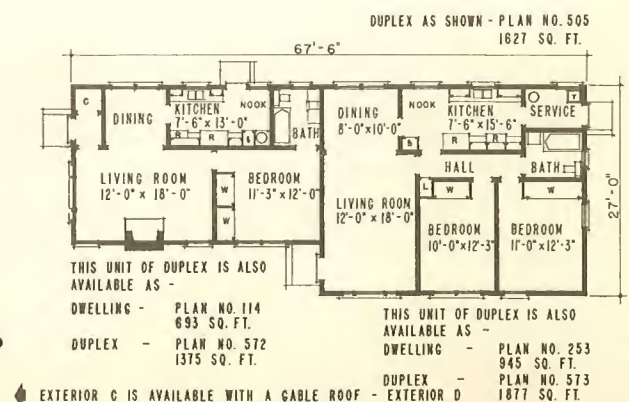 DUPLEX AS SHOWN - PLAN NO. 505
1627 SQ. FT.
67'-6"
C
DINING
KITCHEN
7'-6" x 13'-0"
NOOK
R
R
BATH
LIVING ROOM
12'-0" x 18'-0"
W
W
BEDROOM
11'-3" x 12'-0"
DINING
8'-0" x 10'-0"
NOOK
KITCHEN
7'-6" x 15'-6"
R
R
SERVICE
T
HALL
BATH
LIVING ROOM
12'-0" x 18'-0"
L
W
W
BEDROOM
10'-0" x 12'-3"
BEDROOM
11'-0" x 12'-3"
27'-0"
THIS UNIT OF DUPLEX IS ALSO
AVAILABLE AS -
DWELLING - PLAN NO. 114
693 SQ. FT.
DUPLEX - PLAN NO. 572
1375 SQ. FT.
THIS UNIT OF DUPLEX IS ALSO
AVAILABLE AS -
DWELLING - PLAN NO. 253
945 SQ. FT.
DUPLEX - PLAN NO. 573
1877 SQ. FT.
EXTERIOR C IS AVAILABLE WITH A GABLE ROOF - EXTERIOR D